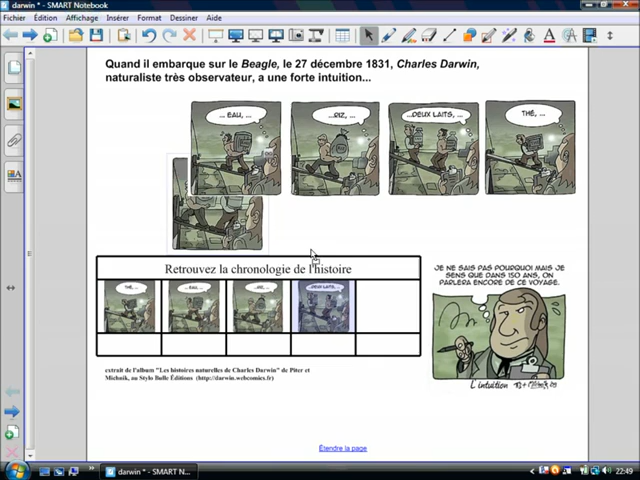 darwin * - SMART Notebook
Fichier Edition Affichage Insérer Format Dessiner Aide
Quand il embarque sur le Beagle, le 27 décembre 1831, Charles Darwin,
naturaliste très observateur, a une forte intuition...
... EAU, ...
...RIZ, ...
...DEUX LAITS, ...
THÉ, ...
Retrouvez la chronologie de l'histoire
THÉ, ...
... EAU, ...
...RIZ, ...
...DEUX LAITS, ...
JE NE SAIS PAS POURQUOI MAIS JE
SENS QUE DANS 150 ANS, ON
PARLERA ENCORE DE CE VOYAGE.
L'intuition
extrait de l'album "Les histoires naturelles de Charles Darwin" de Piter et
Michnik, au Stylo Bulle Éditions (http://darwin.webcomics.fr)
Étendre la page
darwin * - SMART N...
22:49